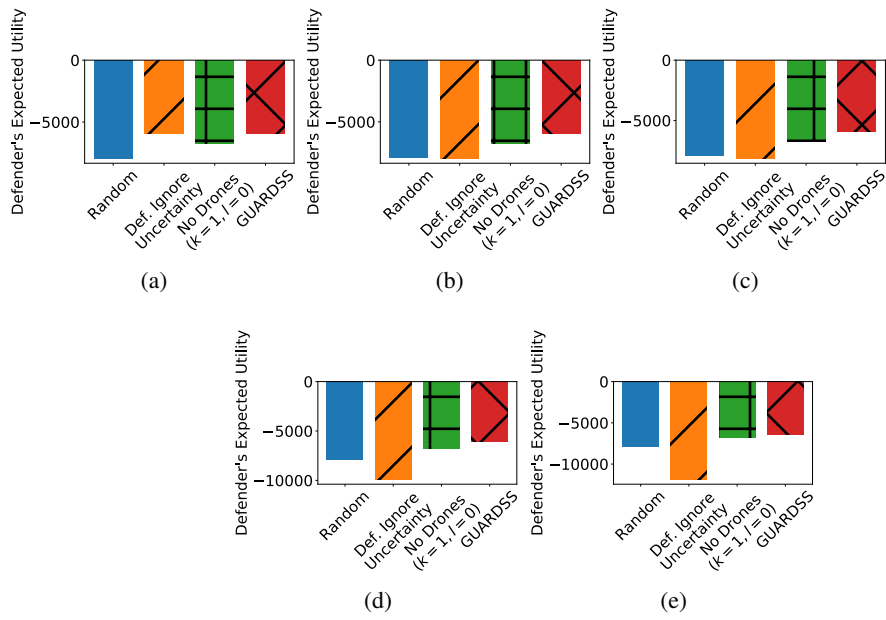 Defender's Expected Utility
0
−5000
Random
Def. Ignore
Uncertainty
No Drones
(k = 1, l = 0)
GUARDSS
(a)
Defender's Expected Utility
0
−5000
Random
Def. Ignore
Uncertainty
No Drones
(k = 1, l = 0)
GUARDSS
(b)
Defender's Expected Utility
0
−5000
Random
Def. Ignore
Uncertainty
No Drones
(k = 1, l = 0)
GUARDSS
(c)
Defender's Expected Utility
0
−5000
−10000
Random
Def. Ignore
Uncertainty
No Drones
(k = 1, l = 0)
GUARDSS
(d)
Defender's Expected Utility
0
−5000
−10000
Random
Def. Ignore
Uncertainty
No Drones
(k = 1, l = 0)
GUARDSS
(e)